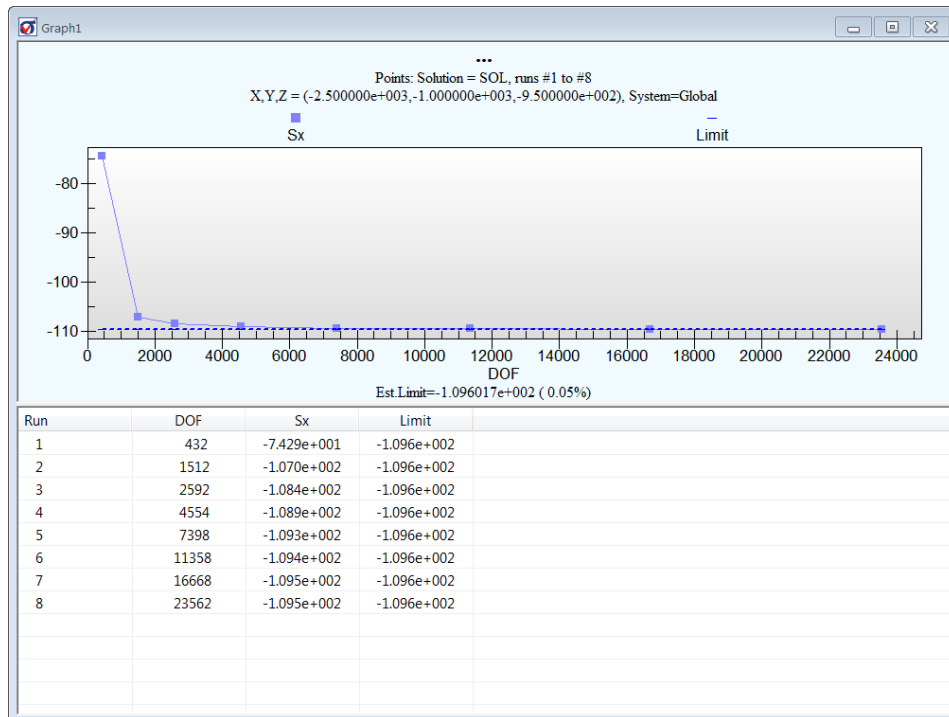 Graph1
...
Points: Solution = SOL, runs #1 to #8
X,Y,Z = (-2.500000e+003,-1.000000e+003,-9.500000e+002), System=Global
Sx Limit
-80
-90
-100
-110
0 2000 4000 6000 8000 10000 12000 14000 16000 18000 20000 22000 24000
DOF
Est.Limit=-1.096017e+002 ( 0.05%)
Run DOF Sx Limit
1 432 -7.429e+001 -1.096e+002
2 1512 -1.070e+002 -1.096e+002
3 2592 -1.084e+002 -1.096e+002
4 4554 -1.089e+002 -1.096e+002
5 7398 -1.093e+002 -1.096e+002
6 11358 -1.094e+002 -1.096e+002
7 16668 -1.095e+002 -1.096e+002
8 23562 -1.095e+002 -1.096e+002